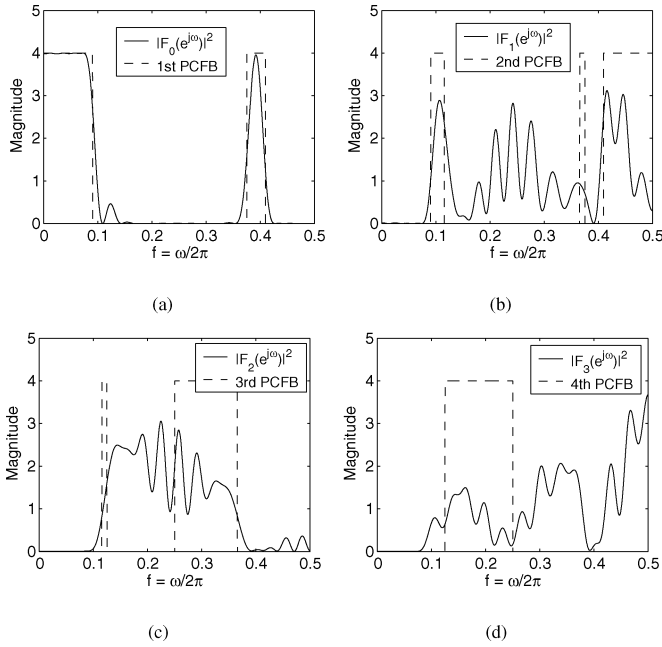 5
4
3
2
1
0
Magnitude
|F0(e^jω)|²
1st PCFB
0 0.1 0.2 0.3 0.4 0.5
f = ω/2π
(a)
5
4
3
2
1
0
Magnitude
|F1(e^jω)|²
2nd PCFB
0 0.1 0.2 0.3 0.4 0.5
f = ω/2π
(b)
5
4
3
2
1
0
Magnitude
|F2(e^jω)|²
3rd PCFB
0 0.1 0.2 0.3 0.4 0.5
f = ω/2π
(c)
5
4
3
2
1
0
Magnitude
|F3(e^jω)|²
4th PCFB
0 0.1 0.2 0.3 0.4 0.5
f = ω/2π
(d)